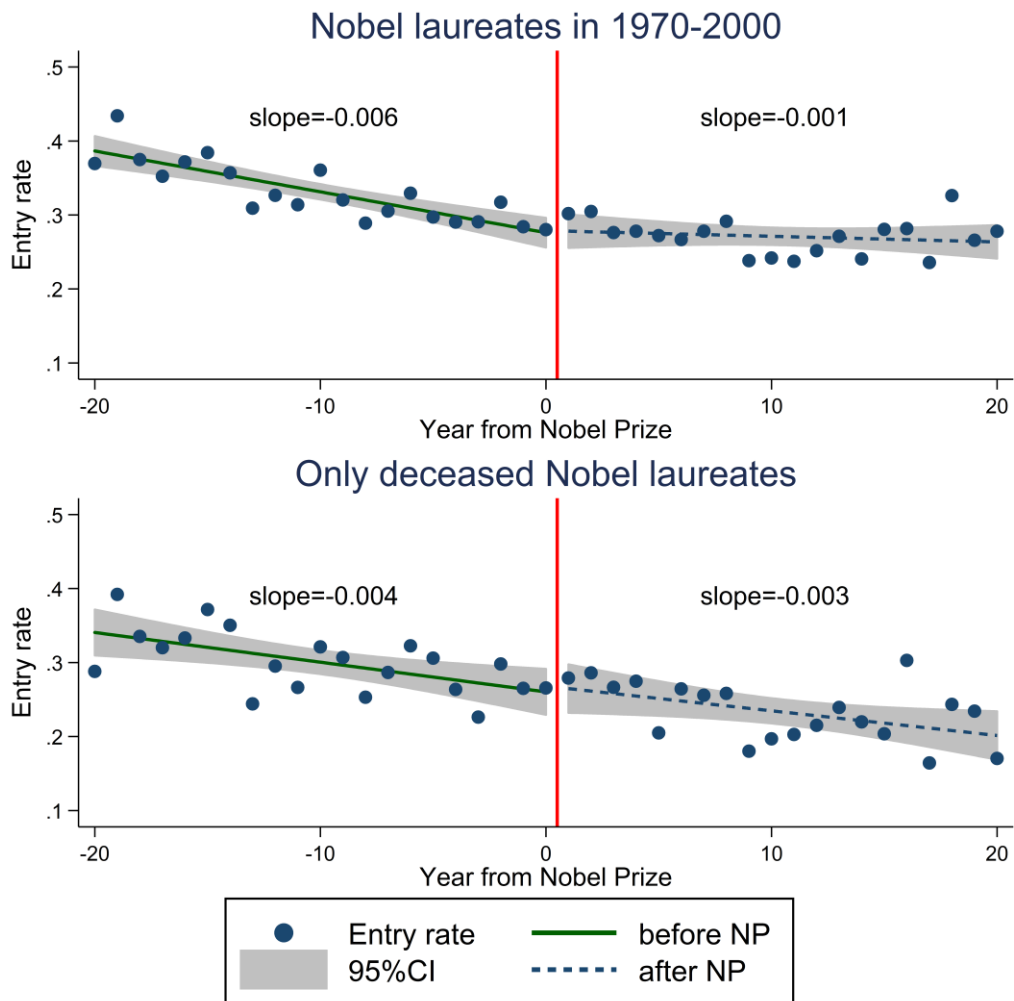 Nobel laureates in 1970-2000
.5
.4
.3
.2
.1
Entry rate
slope=-0.006
slope=-0.001
-20 -10 0 10 20
Year from Nobel Prize
Only deceased Nobel laureates
.5
.4
.3
.2
.1
Entry rate
slope=-0.004
slope=-0.003
-20 -10 0 10 20
Year from Nobel Prize
Entry rate before NP
95%CI after NP